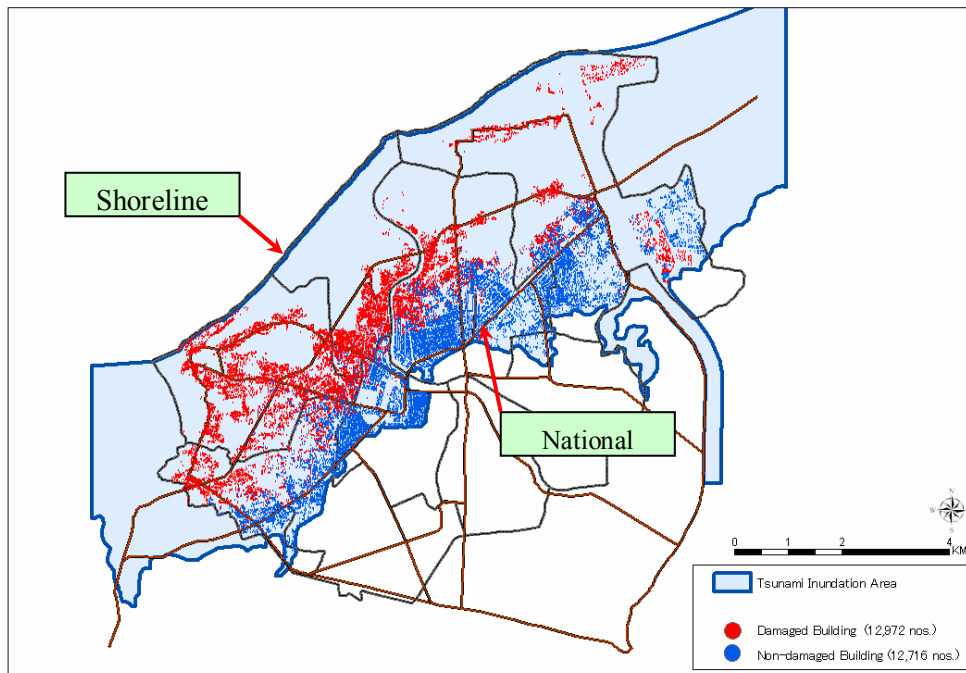 Shoreline
National
N
W
S
0 2 4
KM
Tsunami Inundation Area
Damaged Building (12,972 nos.)
Non-damaged Building (12,716 nos.)